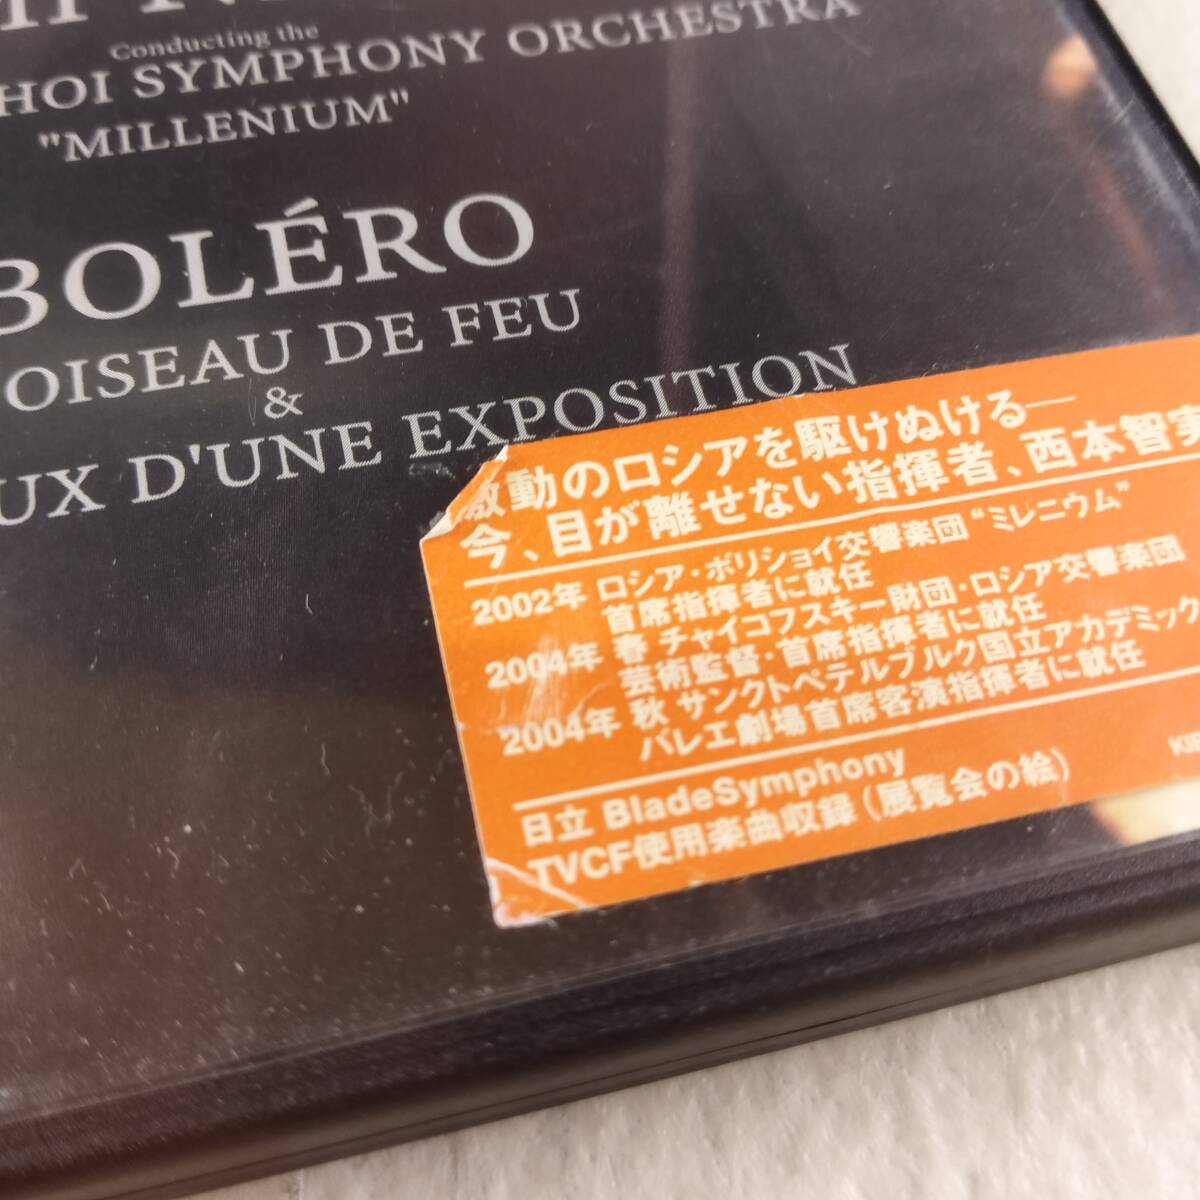 Conducting the
HOI SYMPHONY ORCHESTRA
"MILLENIUM"
BOLÉRO
OISEAU DE FEU
&
UX D'UNE EXPOSITION
激動のロシアを駆けぬける―
今、目が離せない指揮者、西本智実
2002年 ロシア・ボリショイ交響楽団 “ミレニウム”
首席指揮者に就任
2004年 春 チャイコフスキー財団・ロシア交響楽団
芸術監督・首席指揮者に就任
2004年 秋 サンクトペテルブルク国立アカデミック
バレエ劇場首席客演指揮者に就任
日立 BladeSymphony
TVCF使用楽曲収録（展覧会の絵）